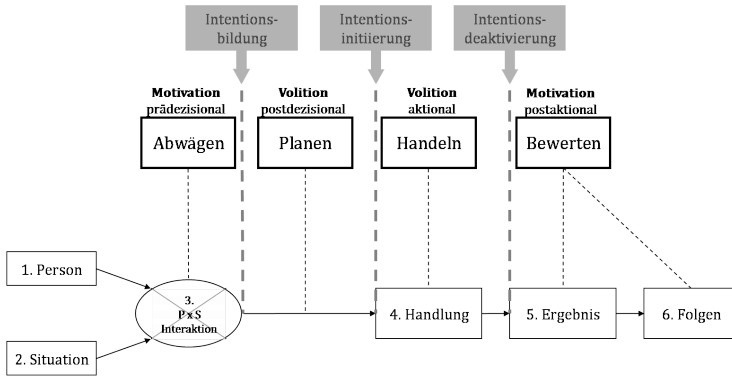 Intentions-
bildung
Intentions-
initiierung
Intentions-
deaktivierung
Motivation
prädezisional
Volition
postdezisional
Volition
aktional
Motivation
postaktional
Abwägen
Planen
Handeln
Bewerten
1. Person
2. Situation
3.
P x S
Interaktion
4. Handlung
5. Ergebnis
6. Folgen